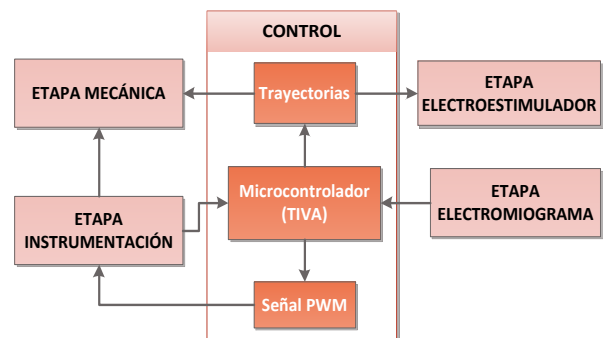 CONTROL
ETAPA MECÁNICA
Trayectorias
ETAPA
ELECTROESTIMULADOR
ETAPA
INSTRUMENTACIÓN
Microcontrolador
(TIVA)
ETAPA
ELECTROMIOGRAMA
Señal PWM